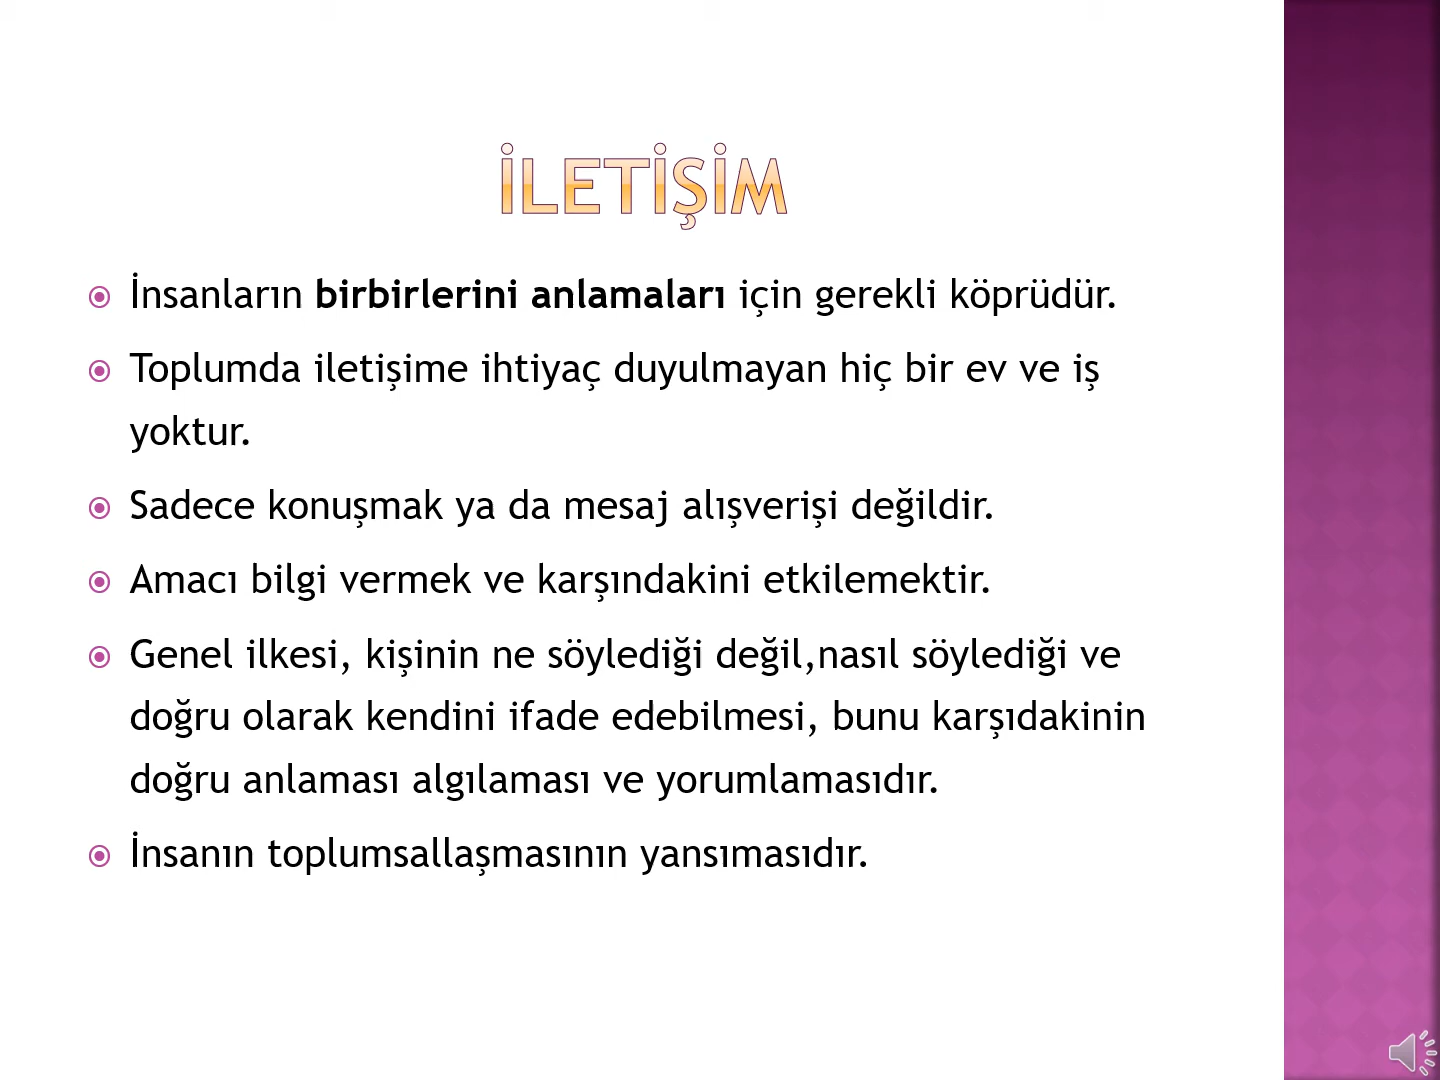 İLETİŞİM
İnsanların birbirlerini anlamaları için gerekli köprüdür.
Toplumda iletişime ihtiyaç duyulmayan hiç bir ev ve iş
yoktur.
Sadece konuşmak ya da mesaj alışverişi değildir.
Amacı bilgi vermek ve karşındakini etkilemektir.
Genel ilkesi, kişinin ne söylediği değil,nasıl söylediği ve
doğru olarak kendini ifade edebilmesi, bunu karşıdakinin
doğru anlaması algılaması ve yorumlamasıdır.
İnsanın toplumsallaşmasının yansımasıdır.